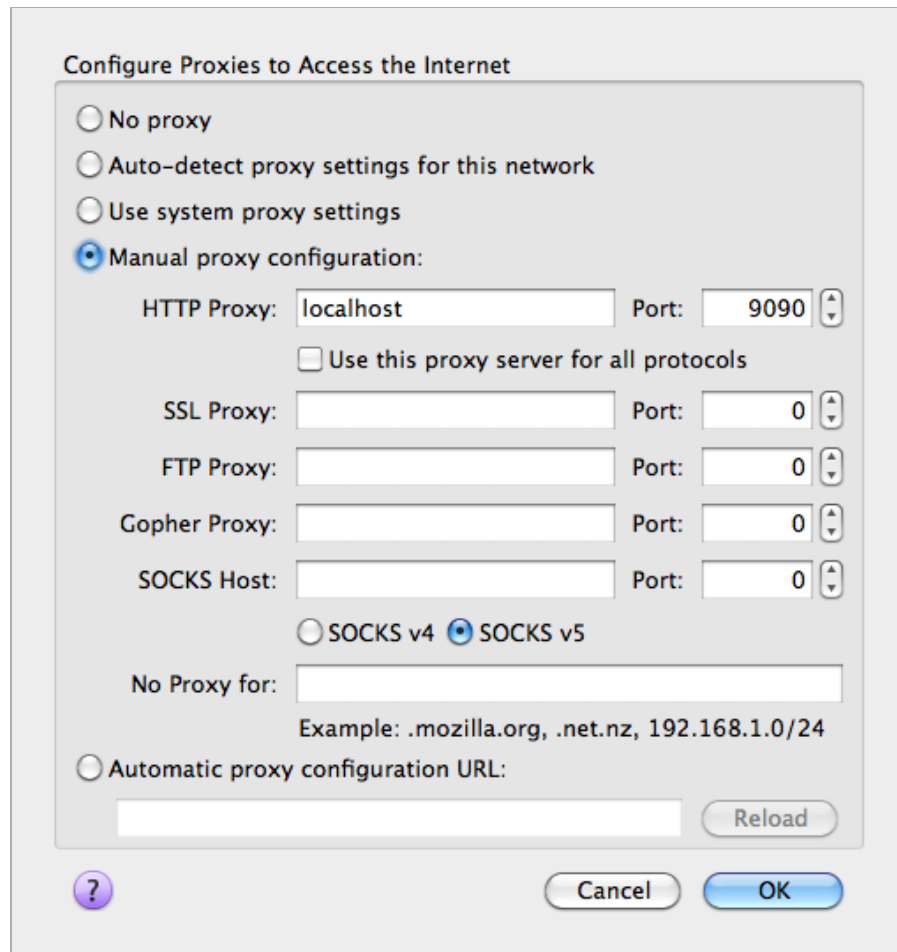 Configure Proxies to Access the Internet
No proxy
Auto-detect proxy settings for this network
Use system proxy settings
Manual proxy configuration:
HTTP Proxy: localhost Port: 9090
Use this proxy server for all protocols
SSL Proxy: Port: 0
FTP Proxy: Port: 0
Gopher Proxy: Port: 0
SOCKS Host: Port: 0
SOCKS v4 SOCKS v5
No Proxy for:
Example: .mozilla.org, .net.nz, 192.168.1.0/24
Automatic proxy configuration URL:
Reload
? Cancel OK